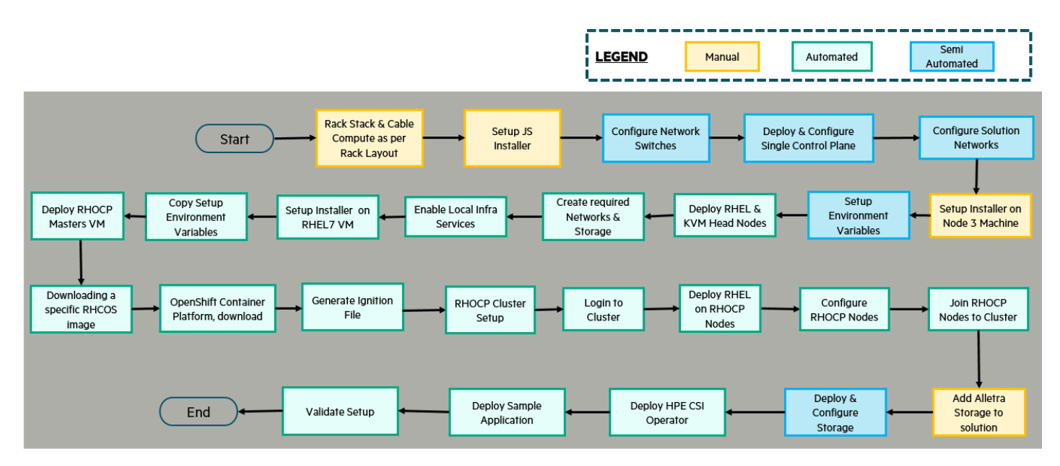 LEGEND
Manual
Automated
Semi
Automated
Start
Rack Stack & Cable
Compute as per
Rack Layout
Setup JS
Installer
Configure Network
Switches
Deploy & Configure
Single Control Plane
Configure Solution
Networks
Deploy RHOCP
Masters VM
Copy Setup
Environment
Variables
Setup Installer on
RHEL7 VM
Enable Local Infra
Services
Create required
Networks &
Storage
Deploy RHEL &
KVM Head Nodes
Setup
Environment
Variables
Setup Installer on
Node 3 Machine
Downloading a
specific RHCOS
image
OpenShift Container
Platform, download
Generate Ignition
File
RHOCP Cluster
Setup
Login to
Cluster
Deploy RHEL
on RHOCP
Nodes
Configure
RHOCP Nodes
Join RHOCP
Nodes to Cluster
End
Validate Setup
Deploy Sample
Application
Deploy HPE CSI
Operator
Deploy &
Configure
Storage
Add Alletra
Storage to
solution